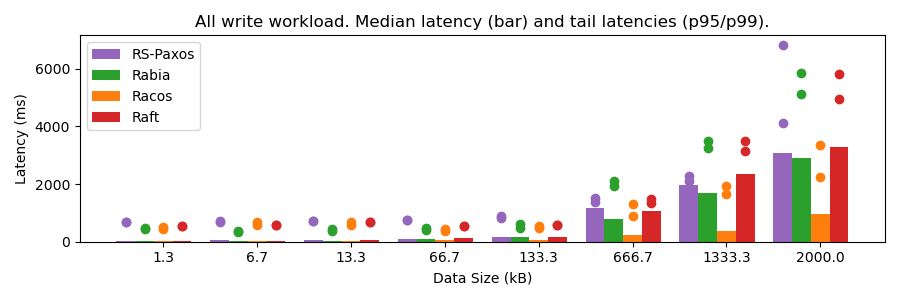 All write workload. Median latency (bar) and tail latencies (p95/p99).
RS-Paxos
Rabia
Racos
Raft
Latency (ms)
6000
4000
2000
0
1.3 6.7 13.3 66.7 133.3 666.7 1333.3 2000.0
Data Size (kB)